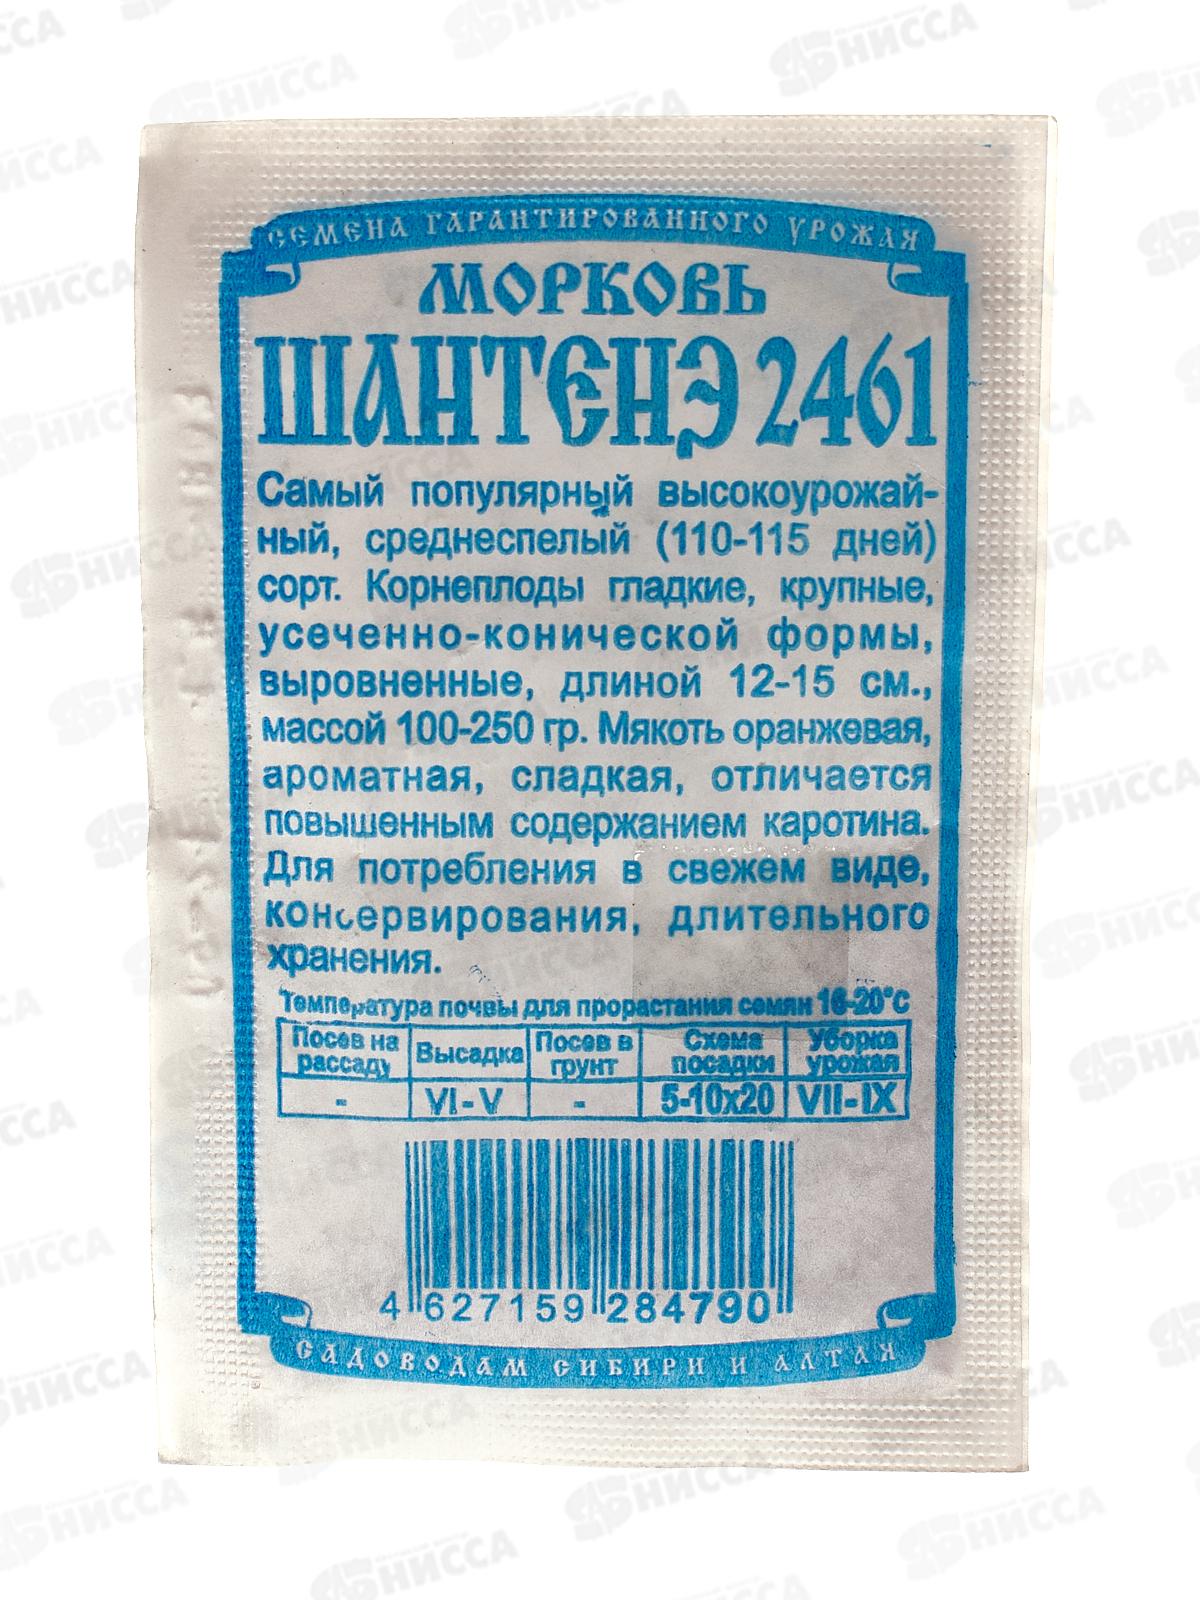 СЕМЕНА ГАРАНТИРОВАННОГО УРОЖАЯ
МОРКОВЬ
ШАНТЕНЭ 2461
Самый популярный высокоурожай-
ный, среднеспелый (110-115 дней)
сорт. Корнеплоды гладкие, крупные,
усеченно-конической формы,
выровненные, длиной 12-15 см.,
массой 100-250 гр. Мякоть оранжевая,
ароматная, сладкая, отличается
повышенным содержанием каротина.
Для потребления в свежем виде,
консервирования, длительного
хранения.
Температура почвы для прорастания семян 16-20°С
Посев на рассаду Высадка Посев в грунт Схема посадки Уборка урожая
- VI-V - 5-10x20 VII-IX
4 627159 284790
САДОВОДАМ СИБИРИ И АЛТАЯ